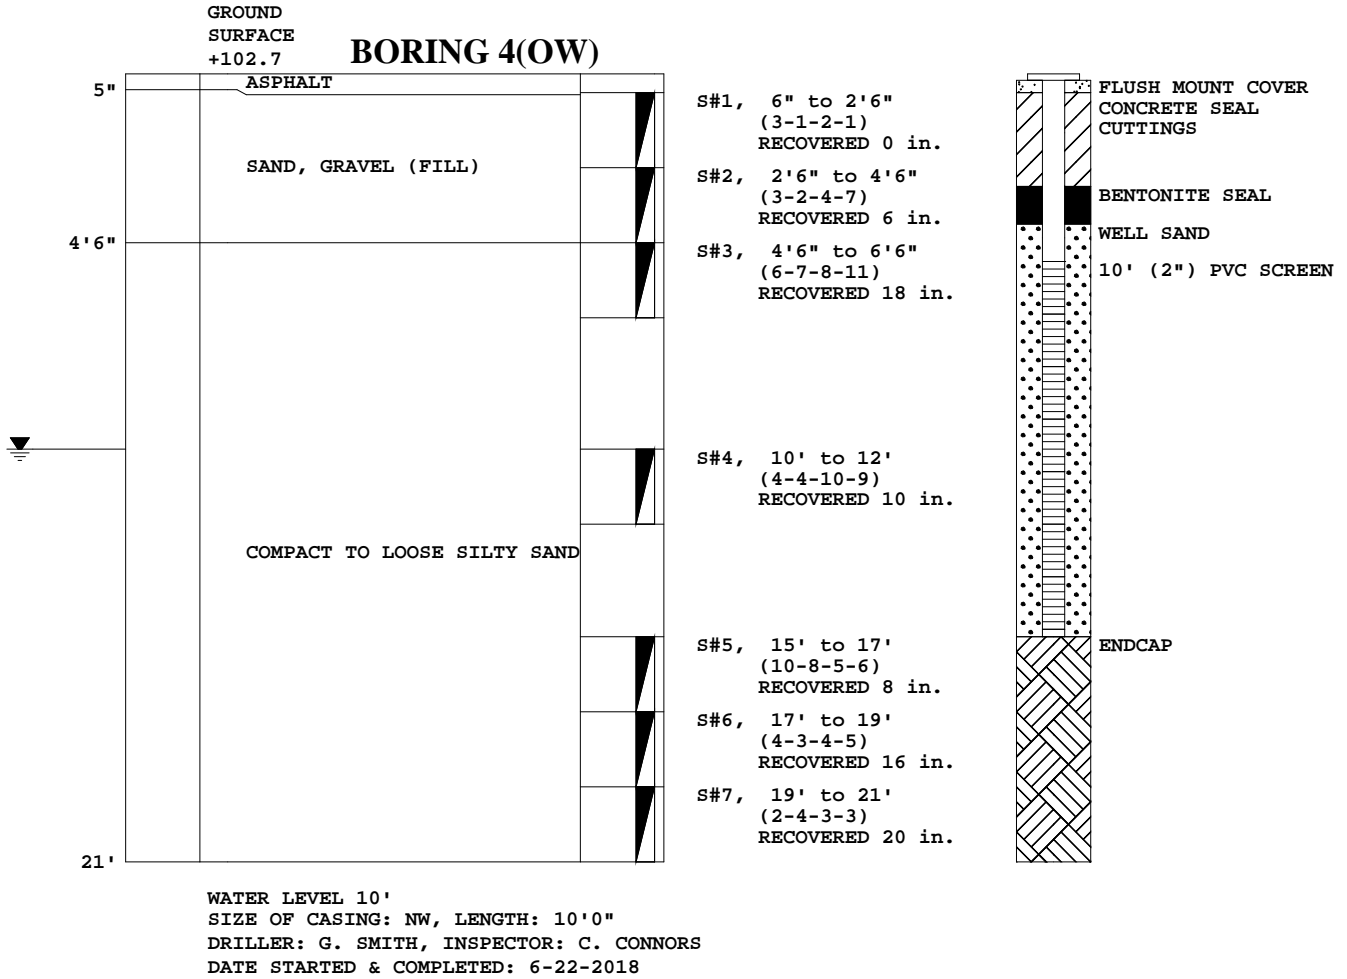 GROUND
SURFACE
+102.7
BORING 4(OW)
5"
ASPHALT
SAND, GRAVEL (FILL)
4'6"
COMPACT TO LOOSE SILTY SAND
21'
S#1, 6" to 2'6"
(3-1-2-1)
RECOVERED 0 in.
S#2, 2'6" to 4'6"
(3-2-4-7)
RECOVERED 6 in.
S#3, 4'6" to 6'6"
(6-7-8-11)
RECOVERED 18 in.
S#4, 10' to 12'
(4-4-10-9)
RECOVERED 10 in.
S#5, 15' to 17'
(10-8-5-6)
RECOVERED 8 in.
S#6, 17' to 19'
(4-3-4-5)
RECOVERED 16 in.
S#7, 19' to 21'
(2-4-3-3)
RECOVERED 20 in.
FLUSH MOUNT COVER
CONCRETE SEAL
CUTTINGS
BENTONITE SEAL
WELL SAND
10' (2") PVC SCREEN
ENDCAP
WATER LEVEL 10'
SIZE OF CASING: NW, LENGTH: 10'0"
DRILLER: G. SMITH, INSPECTOR: C. CONNORS
DATE STARTED & COMPLETED: 6-22-2018